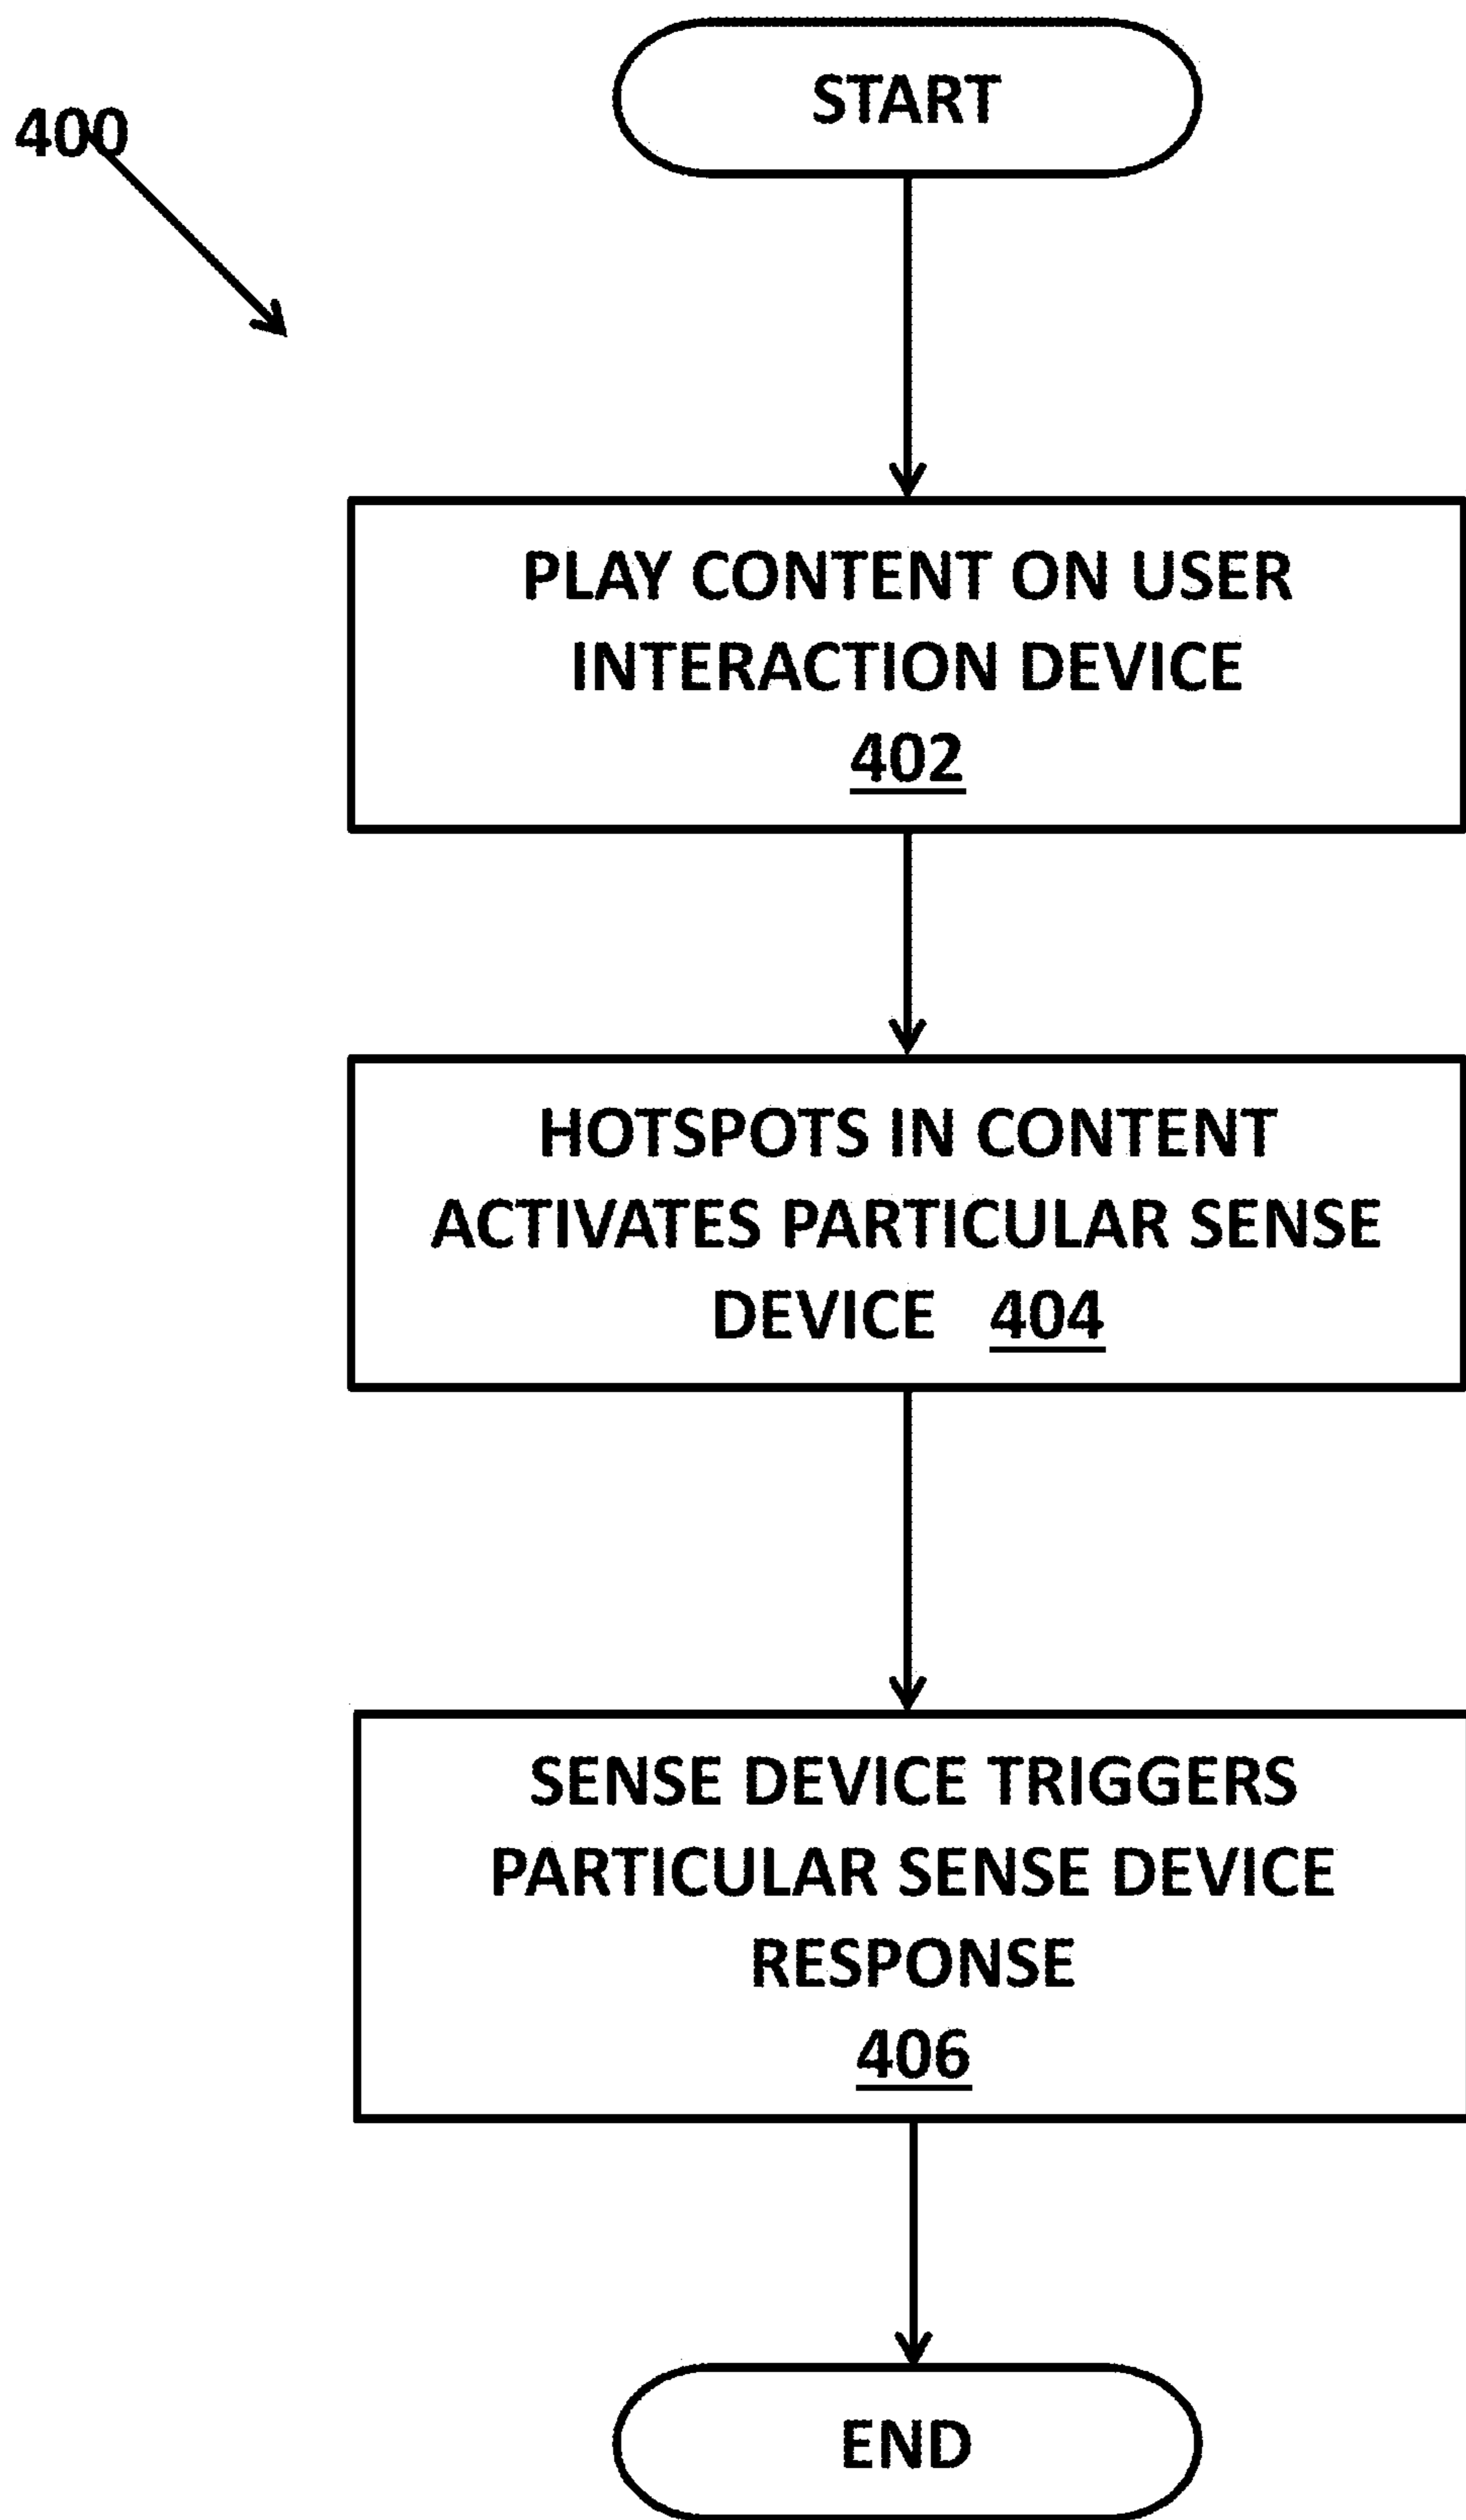 START
400
PLAY CONTENT ON USER
INTERACTION DEVICE
402
HOTSPOTS IN CONTENT
ACTIVATES PARTICULAR SENSE
DEVICE 404
SENSE DEVICE TRIGGERS
PARTICULAR SENSE DEVICE
RESPONSE
406
END